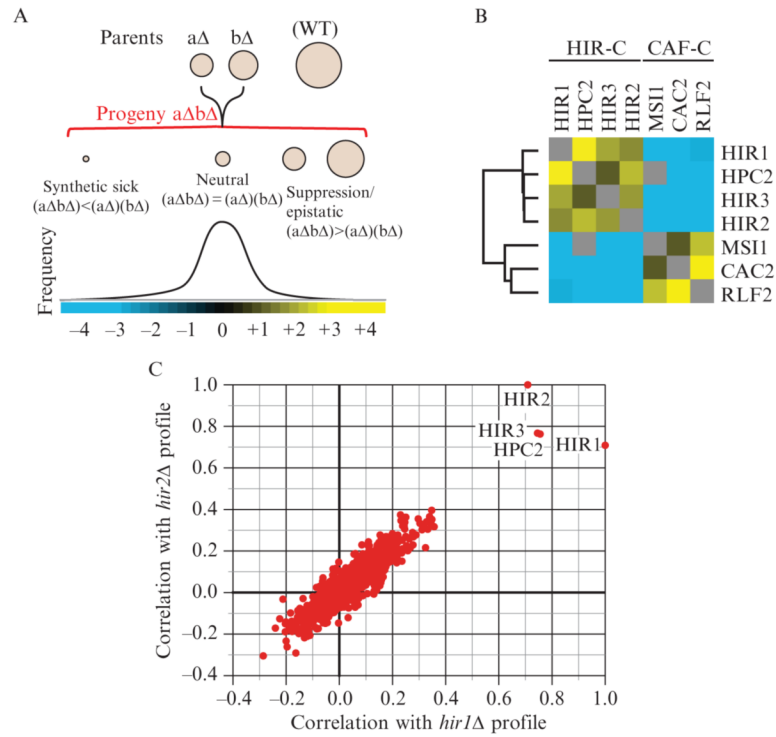 A
Parents
aΔ
bΔ
(WT)
Progeny aΔbΔ
Synthetic sick
(aΔbΔ)<(aΔ)(bΔ)
Neutral
(aΔbΔ) = (aΔ)(bΔ)
Suppression/
epistatic
(aΔbΔ)>(aΔ)(bΔ)
Frequency
–4 –3 –2 –1 0 +1 +2 +3 +4
B
HIR-C CAF-C
HIR1 HPC2 HIR3 HIR2 MSI1 CAC2 RLF2
HIR1
HPC2
HIR3
HIR2
MSI1
CAC2
RLF2
C
Correlation with hir2Δ profile
1.0
0.8
0.6
0.4
0.2
0.0
–0.2
–0.4
HIR2
HIR3
HPC2
HIR1
–0.4 –0.2 0.0 0.2 0.4 0.6 0.8 1.0
Correlation with hir1Δ profile